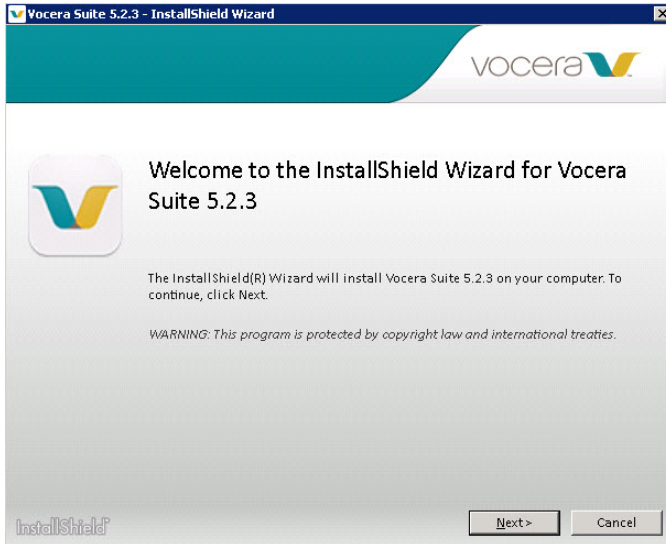 Vocera Suite 5.2.3 - InstallShield Wizard
vocera
Welcome to the InstallShield Wizard for Vocera
Suite 5.2.3
The InstallShield(R) Wizard will install Vocera Suite 5.2.3 on your computer. To
continue, click Next.
WARNING: This program is protected by copyright law and international treaties.
InstallShield
Next >
Cancel